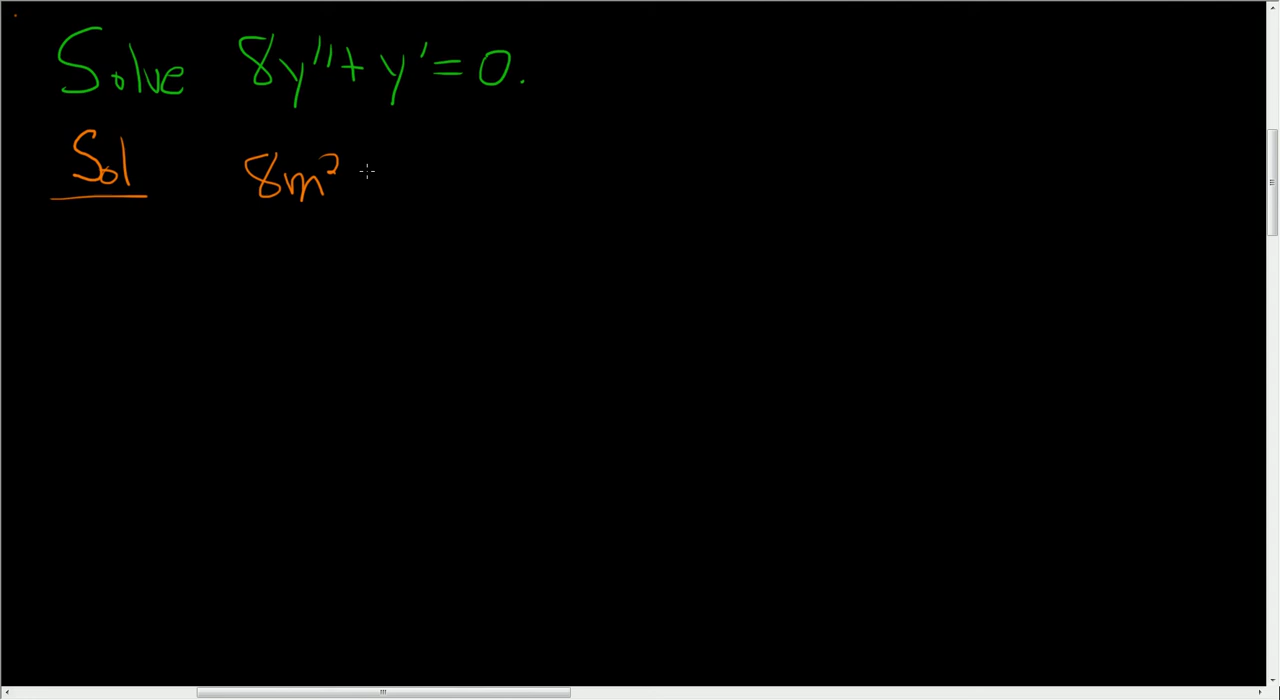 Solve 8y'' + y' = 0.
Sol 8m²